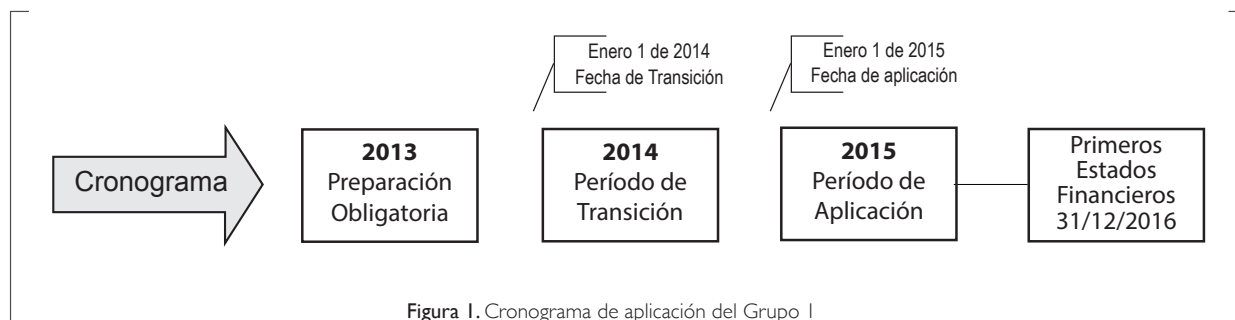 Enero 1 de 2014
Fecha de Transición
Enero 1 de 2015
Fecha de aplicación
Cronograma
2013
Preparación
Obligatoria
2014
Período de
Transición
2015
Período de
Aplicación
Primeros
Estados
Financieros
31/12/2016
Figura 1. Cronograma de aplicación del Grupo 1